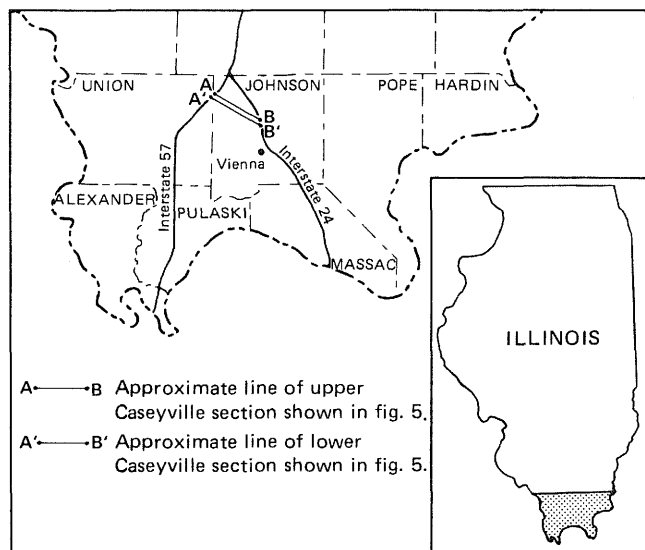 UNION
JOHNSON
POPE
HARDIN
A
A'
B
B'
Interstate 57
Vienna
Interstate 24
ALEXANDER
PULASKI
MASSAC
ILLINOIS
A B Approximate line of upper
Caseyville section shown in fig. 5.
A' B' Approximate line of lower
Caseyville section shown in fig. 5.